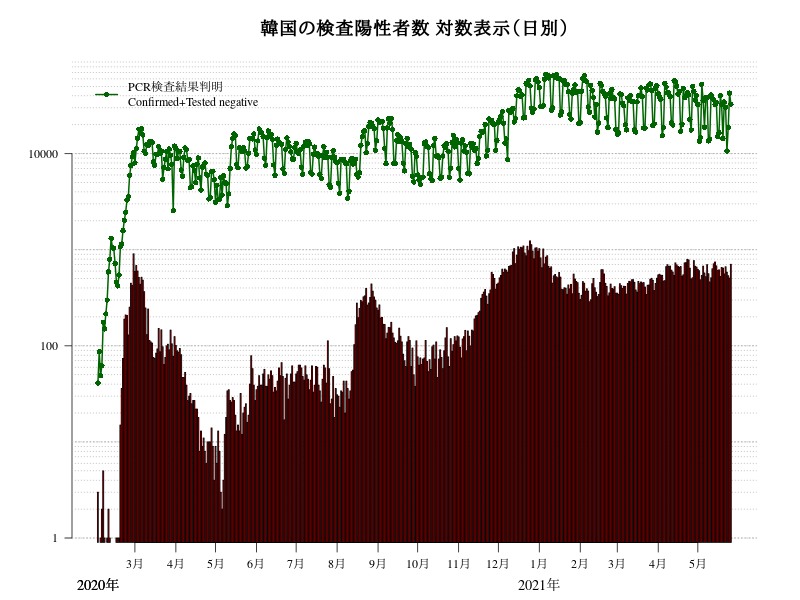 韓国の検査陽性者数 対数表示（日別）
PCR検査結果判明
Confirmed+Tested negative
10000
100
1
3月 4月 5月 6月 7月 8月 9月 10月 11月 12月 1月 2月 3月 4月 5月
2020年 2021年